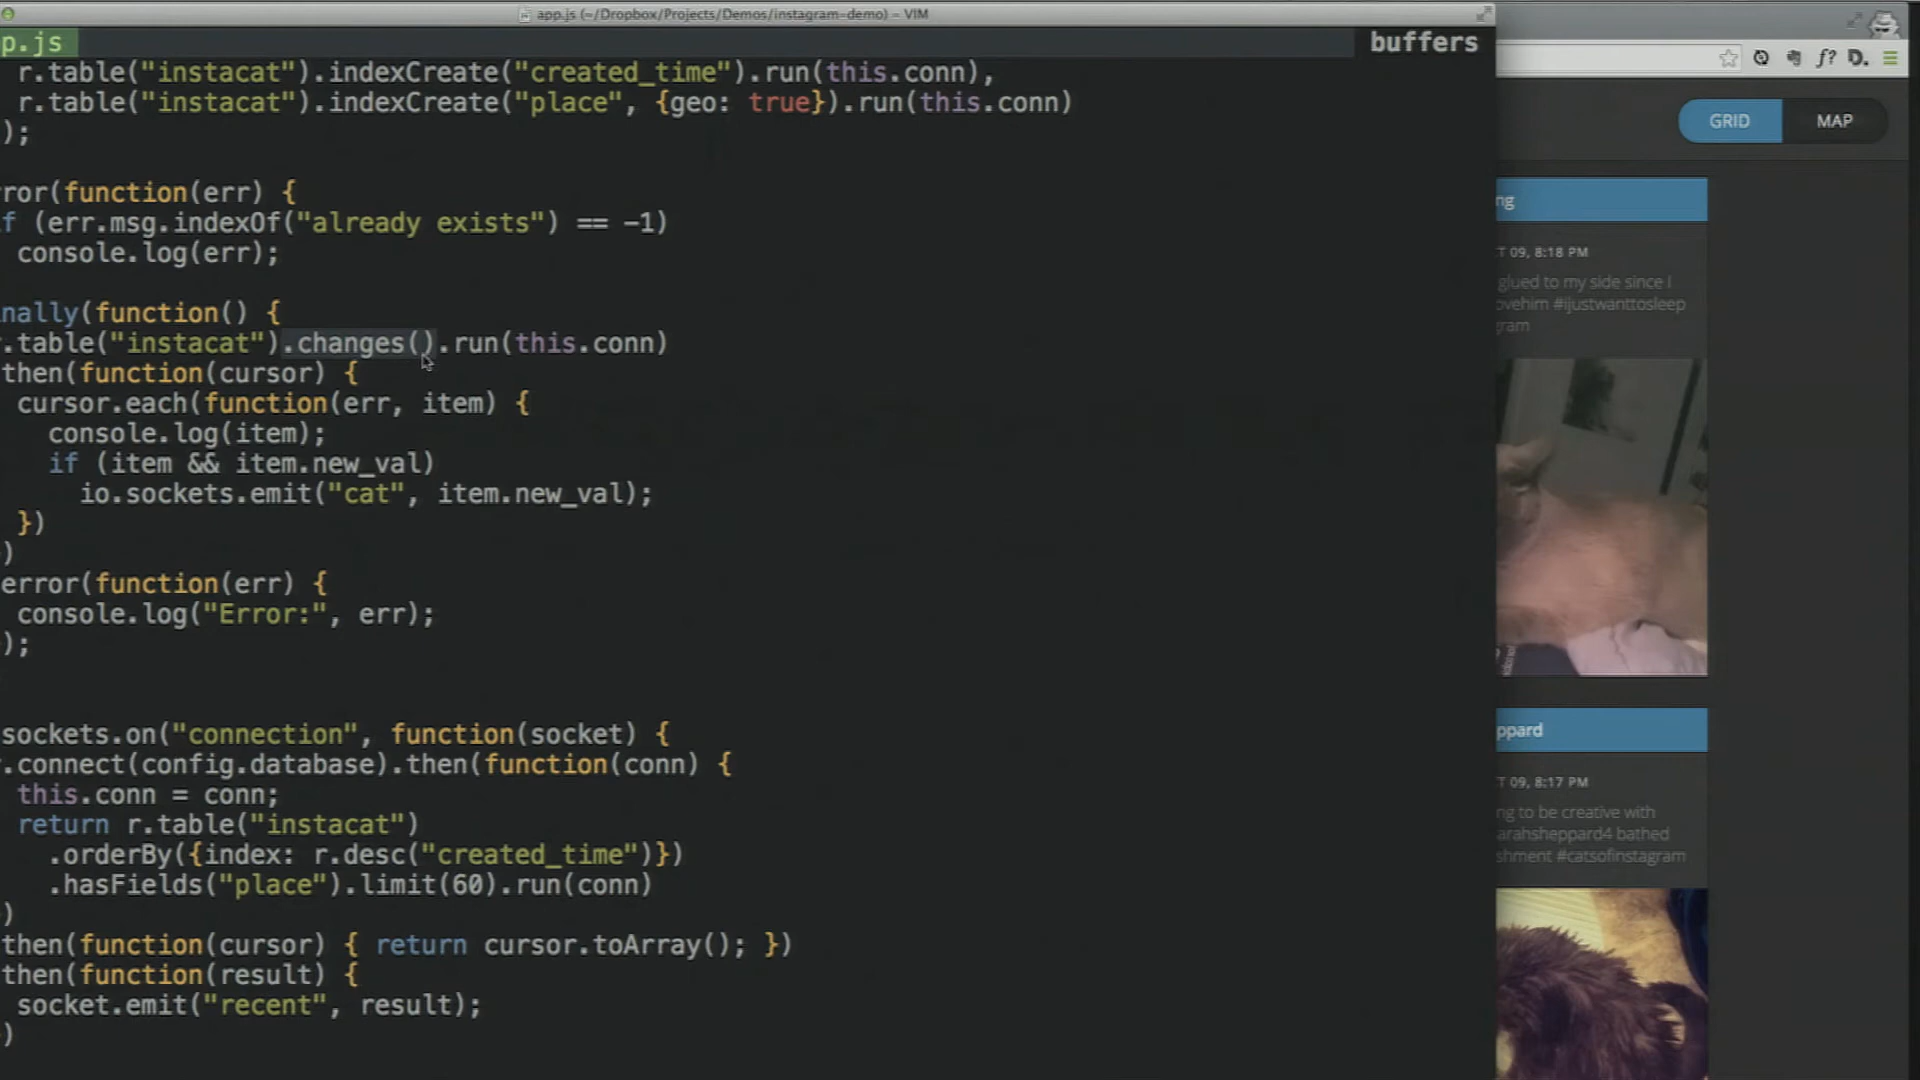 app.js (~/Dropbox/Projects/Demos/instagram-demo) – VIM
p.js
buffers
r.table("instacat").indexCreate("created_time").run(this.conn),
r.table("instacat").indexCreate("place", {geo: true}).run(this.conn)
);
ror(function(err) {
f (err.msg.indexOf("already exists") == -1)
console.log(err);
nally(function() {
.table("instacat").changes().run(this.conn)
then(function(cursor) {
cursor.each(function(err, item) {
console.log(item);
if (item && item.new_val)
io.sockets.emit("cat", item.new_val);
})
)
error(function(err) {
console.log("Error:", err);
);
sockets.on("connection", function(socket) {
.connect(config.database).then(function(conn) {
this.conn = conn;
return r.table("instacat")
.orderBy({index: r.desc("created_time")})
.hasFields("place").limit(60).run(conn)
)
then(function(cursor) { return cursor.toArray(); })
then(function(result) {
socket.emit("recent", result);
)
f?
D.
GRID
MAP
ng
T 09, 8:18 PM
glued to my side since I
ovehim #ijustwanttosleep
gram
ppard
T 09, 8:17 PM
ng to be creative with
arahsheppard4 bathed
shment #catsofinstagram